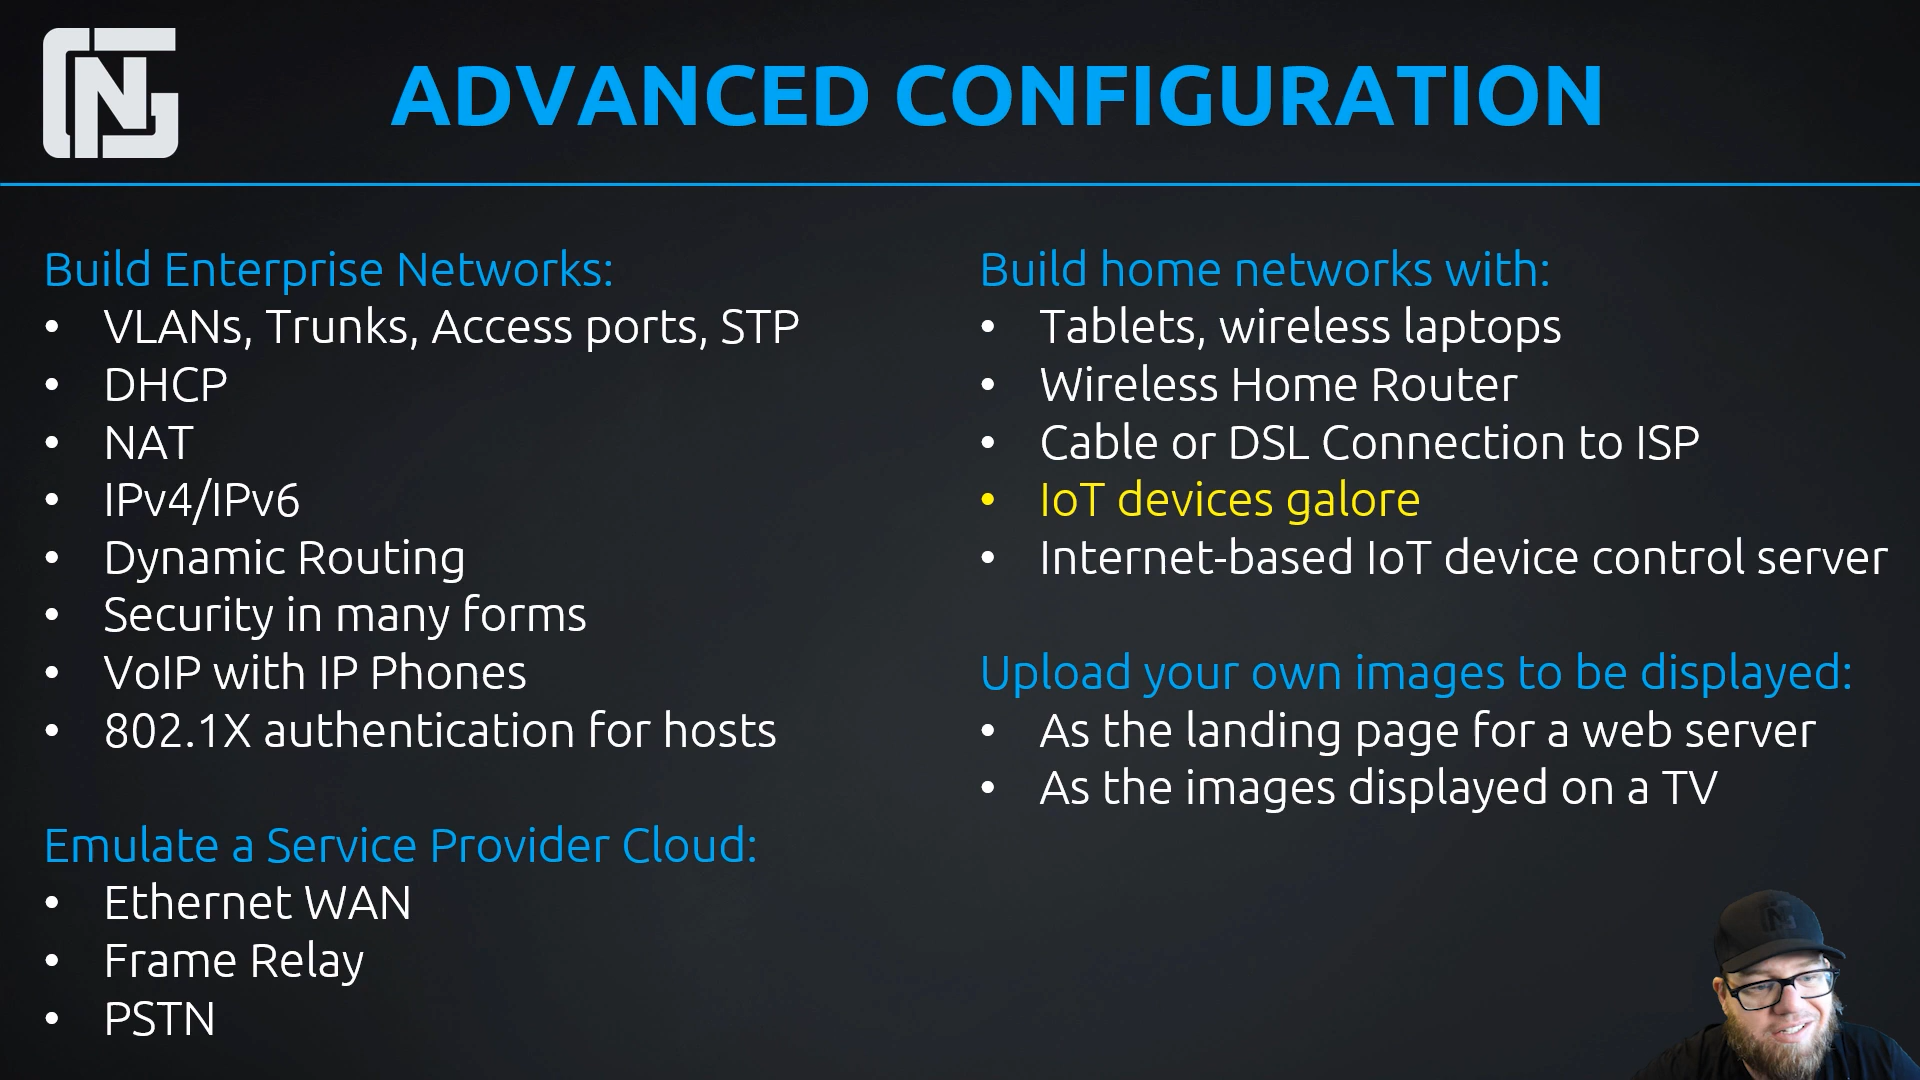 ADVANCED CONFIGURATION
Build Enterprise Networks:
• VLANs, Trunks, Access ports, STP
• DHCP
• NAT
• IPv4/IPv6
• Dynamic Routing
• Security in many forms
• VoIP with IP Phones
• 802.1X authentication for hosts
Emulate a Service Provider Cloud:
• Ethernet WAN
• Frame Relay
• PSTN
Build home networks with:
• Tablets, wireless laptops
• Wireless Home Router
• Cable or DSL Connection to ISP
• IoT devices galore
• Internet-based IoT device control server
Upload your own images to be displayed:
• As the landing page for a web server
• As the images displayed on a TV